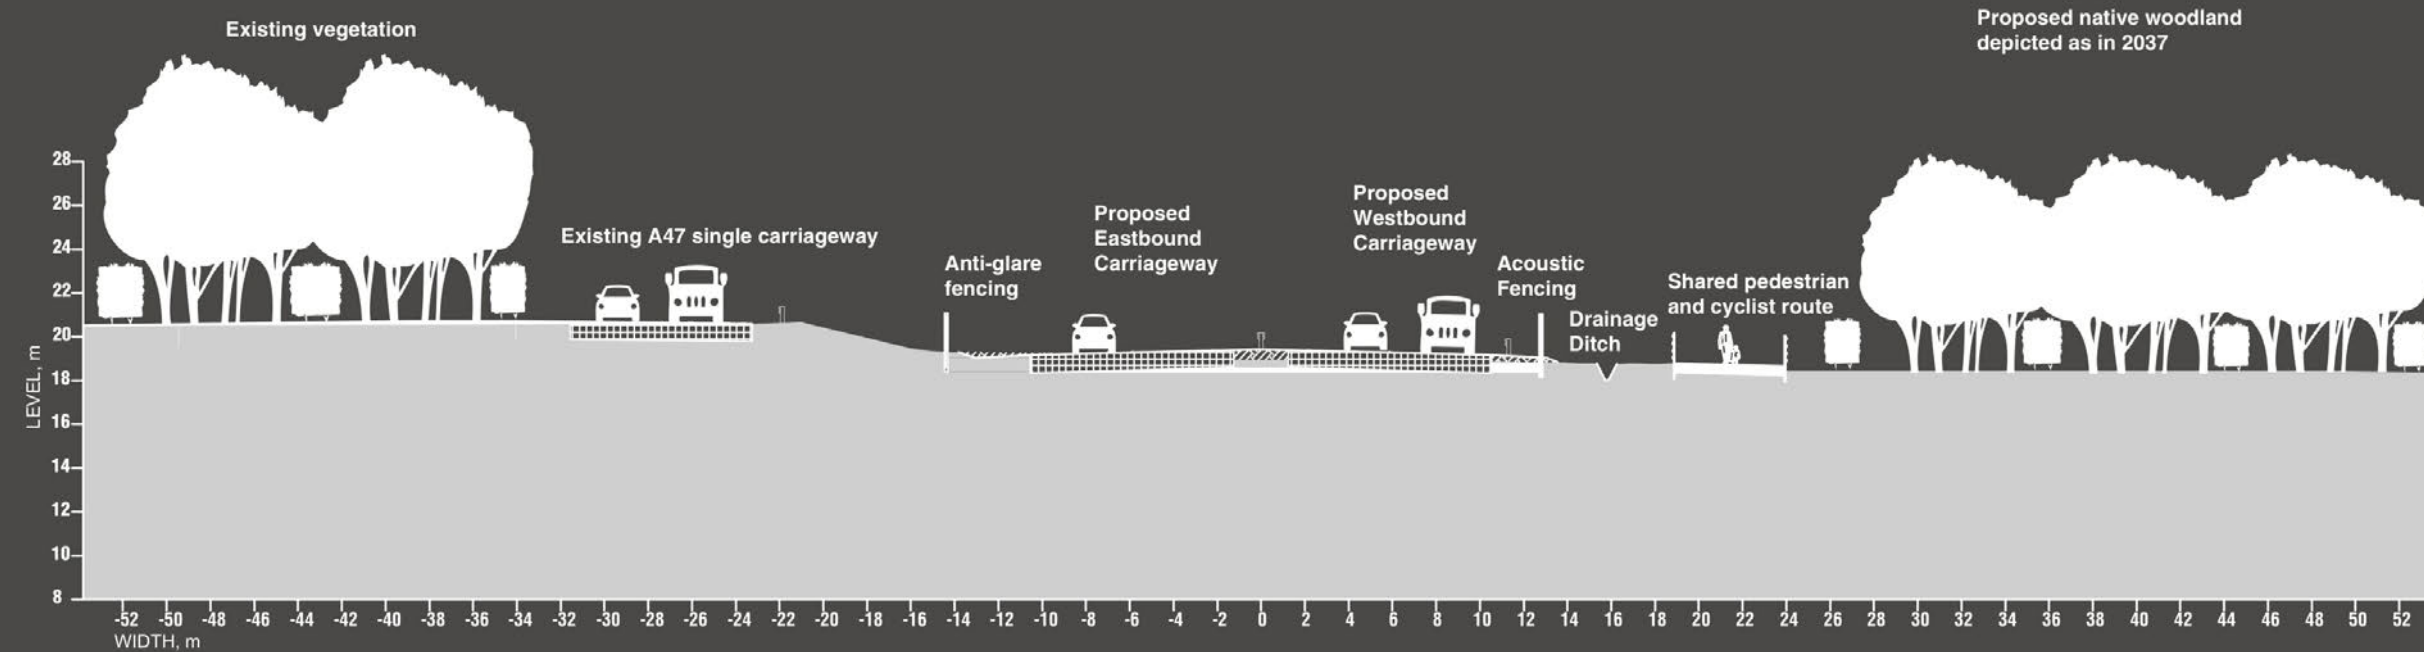 Existing vegetation
Proposed native woodland
depicted as in 2037
Existing A47 single carriageway
Anti-glare
fencing
Proposed
Eastbound
Carriageway
Proposed
Westbound
Carriageway
Acoustic
Fencing
Drainage
Ditch
Shared pedestrian
and cyclist route
LEVEL, m
28
26
24
22
20
18
16
14
12
10
8
-52 -50 -48 -46 -44 -42 -40 -38 -36 -34 -32 -30 -28 -26 -24 -22 -20 -18 -16 -14 -12 -10 -8 -6 -4 -2 0 2 4 6 8 10 12 14 16 18 20 22 24 26 28 30 32 34 36 38 40 42 44 46 48 50 52
WIDTH, m